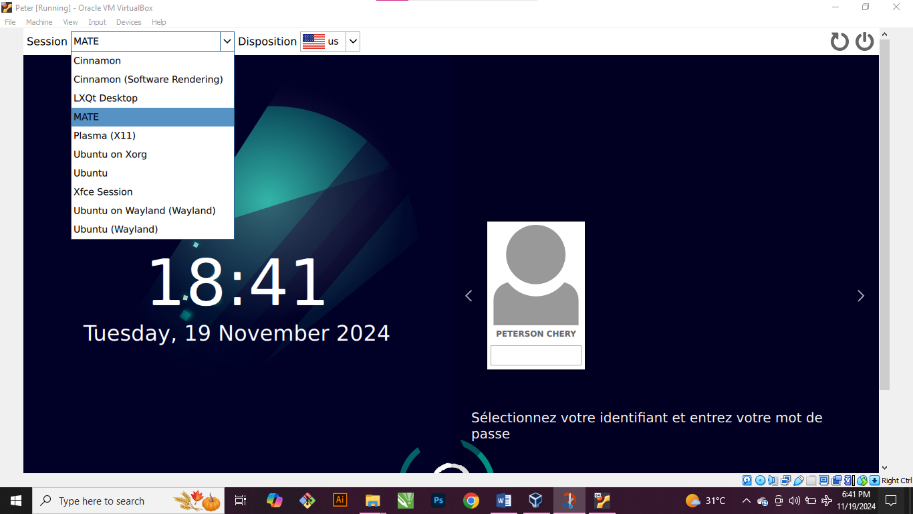 Peter [Running] - Oracle VM VirtualBox
File Machine View Input Devices Help
Session MATE Disposition us
Cinnamon
Cinnamon (Software Rendering)
LXQt Desktop
MATE
Plasma (X11)
Ubuntu on Xorg
Ubuntu
Xfce Session
Ubuntu on Wayland (Wayland)
Ubuntu (Wayland)
18:41
Tuesday, 19 November 2024
PETERSON CHERY
Sélectionnez votre identifiant et entrez votre mot de
passe
Right Ctrl
Type here to search
Ai
Ps
W
31°C
6:41 PM
11/19/2024